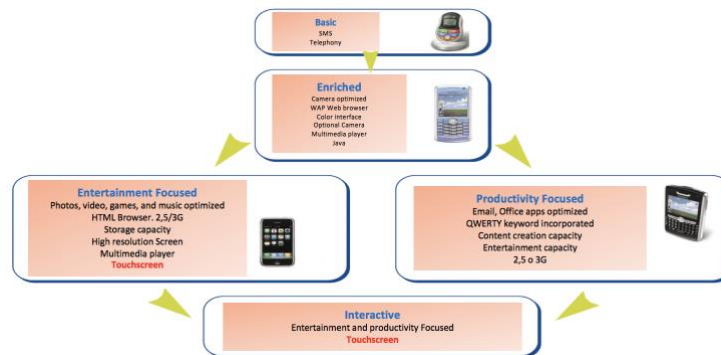 Basic
SMS
Telephony
Enriched
Camera optimized
WAP Web browser
Color Interface
Optional Camera
Multimedia player
Java
Entertainment Focused
Photos, video, games, and music optimized
HTML Browser. 2,5/3G
Storage capacity
High resolution Screen
Multimedia player
Touchscreen
Productivity Focused
Email, Office apps optimized
QWERTY keyword incorporated
Content creation capacity
Entertainment capacity
2,5 o 3G
Interactive
Entertainment and productivity Focused
Touchscreen